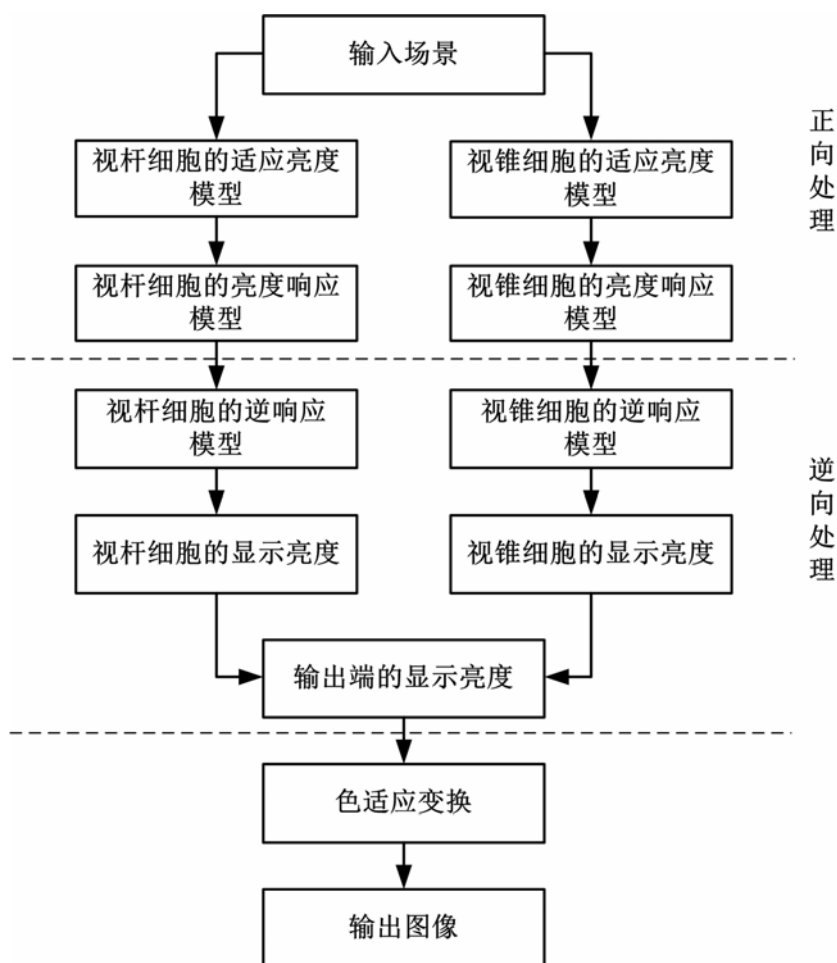 输入场景
视杆细胞的适应亮度
模型
视锥细胞的适应亮度
模型
正向处理
视杆细胞的亮度响应
模型
视锥细胞的亮度响应
模型
视杆细胞的逆响应
模型
视锥细胞的逆响应
模型
逆向处理
视杆细胞的显示亮度
视锥细胞的显示亮度
输出端的显示亮度
色适应变换
输出图像